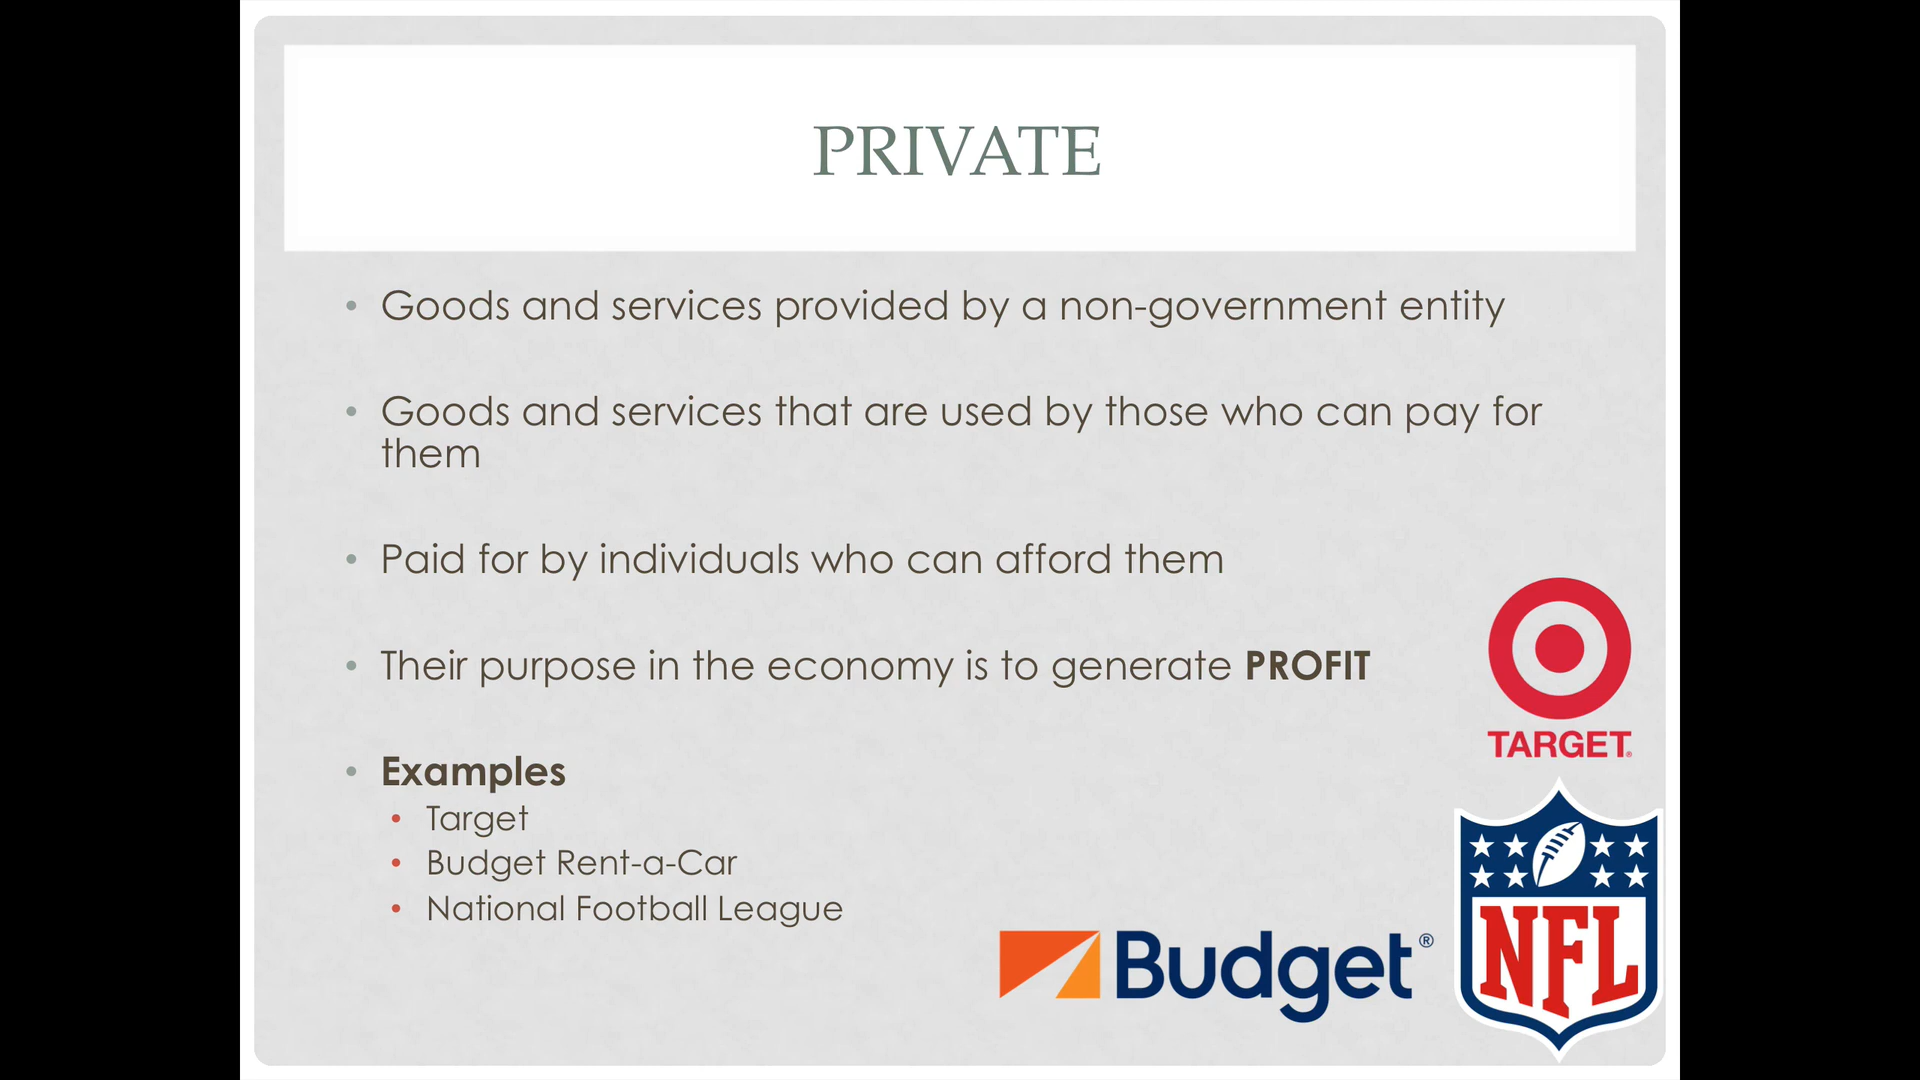 PRIVATE
• Goods and services provided by a non-government entity
• Goods and services that are used by those who can pay for
them
• Paid for by individuals who can afford them
• Their purpose in the economy is to generate PROFIT
• Examples
• Target
• Budget Rent-a-Car
• National Football League
TARGET®
Budget®
NFL